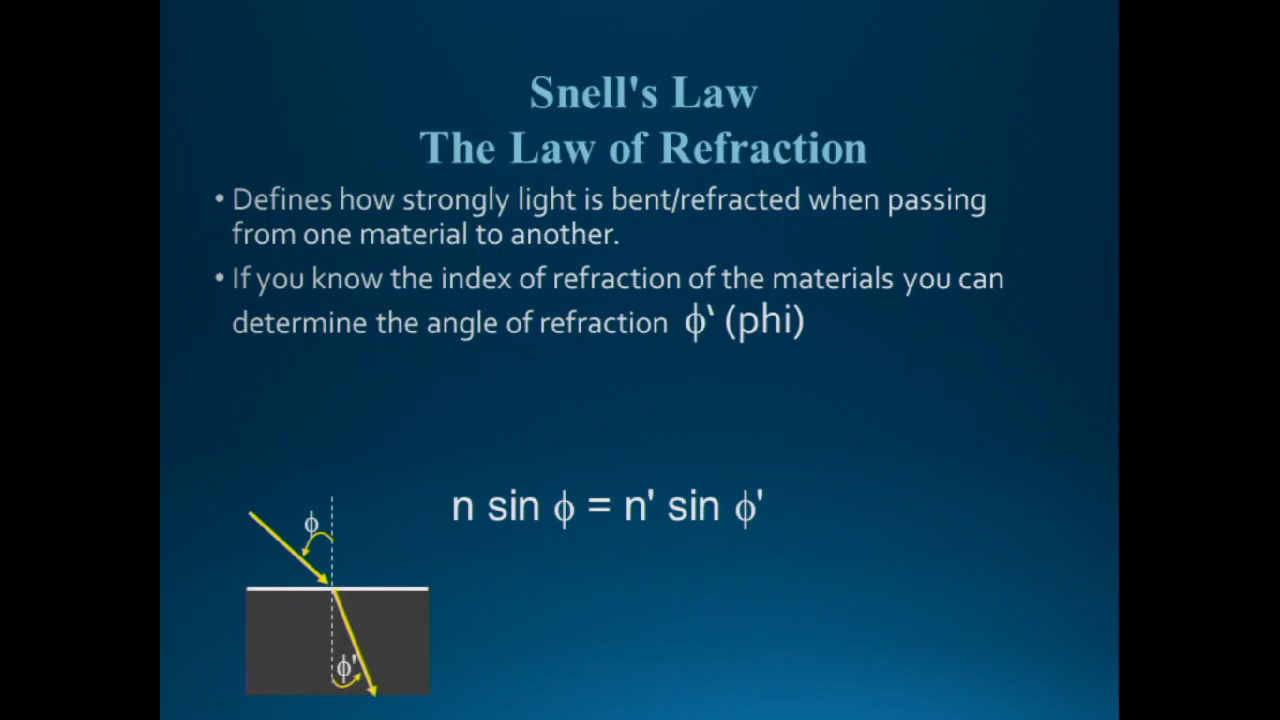 Snell's Law
The Law of Refraction
• Defines how strongly light is bent/refracted when passing
from one material to another.
• If you know the index of refraction of the materials you can
determine the angle of refraction ϕ‘ (phi)
n sin ϕ = n' sin ϕ'
ϕ
ϕ'